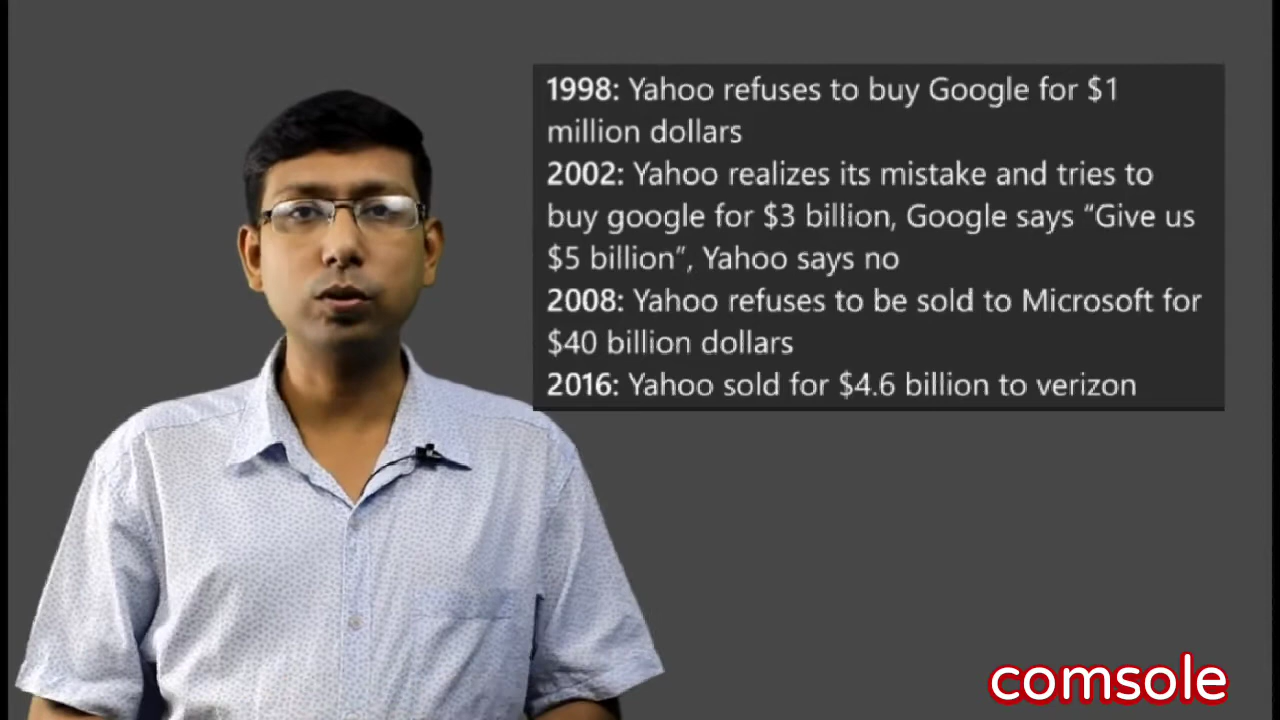 1998: Yahoo refuses to buy Google for $1
million dollars
2002: Yahoo realizes its mistake and tries to
buy google for $3 billion, Google says “Give us
$5 billion”, Yahoo says no
2008: Yahoo refuses to be sold to Microsoft for
$40 billion dollars
2016: Yahoo sold for $4.6 billion to verizon
comsole